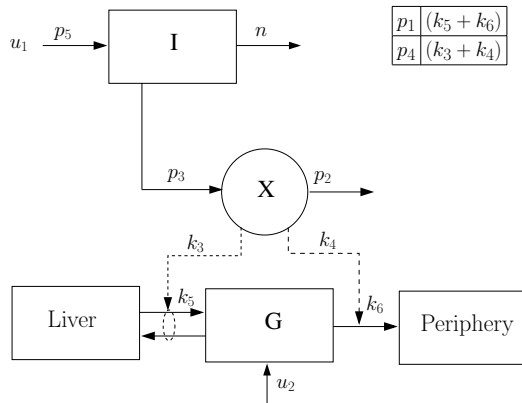 u₁ p₅ I n
p₁ (k₅ + k₆)
p₄ (k₃ + k₄)
p₃ X p₂
k₃ k₄
Liver k₅ G k₆ Periphery
u₂